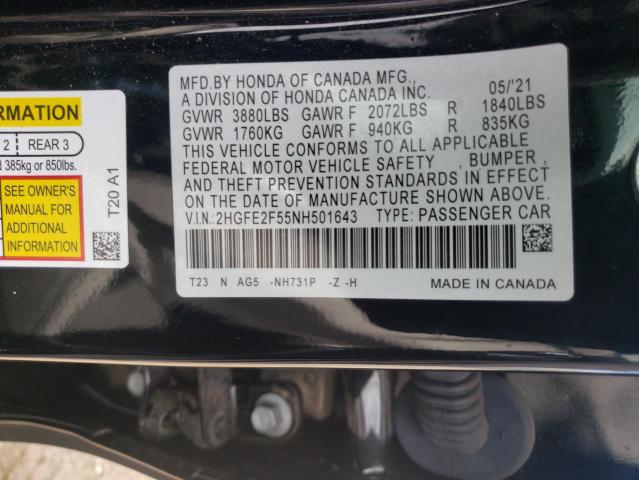 MFD.BY HONDA OF CANADA MFG.,
A DIVISION OF HONDA CANADA INC. 05/'21
GVWR 3880LBS GAWR F 2072LBS R 1840LBS
GVWR 1760KG GAWR F 940KG R 835KG
THIS VEHICLE CONFORMS TO ALL APPLICABLE
FEDERAL MOTOR VEHICLE SAFETY , BUMPER ,
AND THEFT PREVENTION STANDARDS IN EFFECT
ON THE DATE OF MANUFACTURE SHOWN ABOVE.
V.I.N.:2HGFE2F55NH501643 TYPE: PASSENGER CAR
T23 N AG5 -NH731P -Z -H MADE IN CANADA
ORMATION
2 REAR 3
385kg or 850lbs.
SEE OWNER'S
MANUAL FOR
ADDITIONAL
INFORMATION
T20 A1